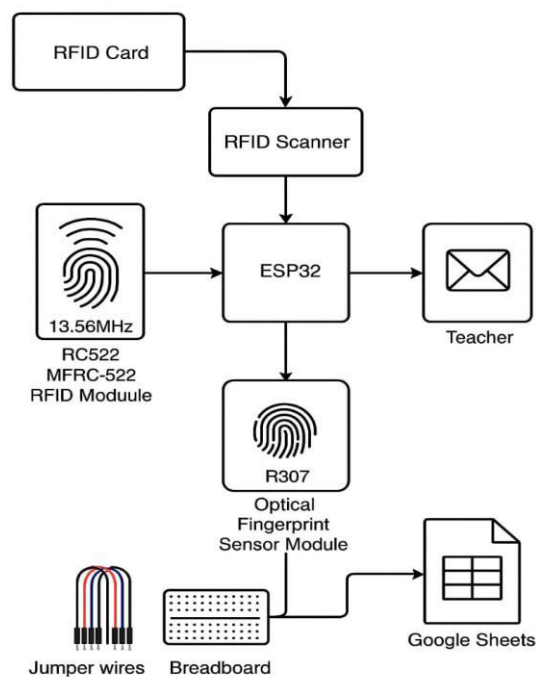 RFID Card
RFID Scanner
ESP32
13.56MHz
RC522
MFRC-522
RFID Moduule
Teacher
R307
Optical
Fingerprint
Sensor Module
Jumper wires
Breadboard
Google Sheets